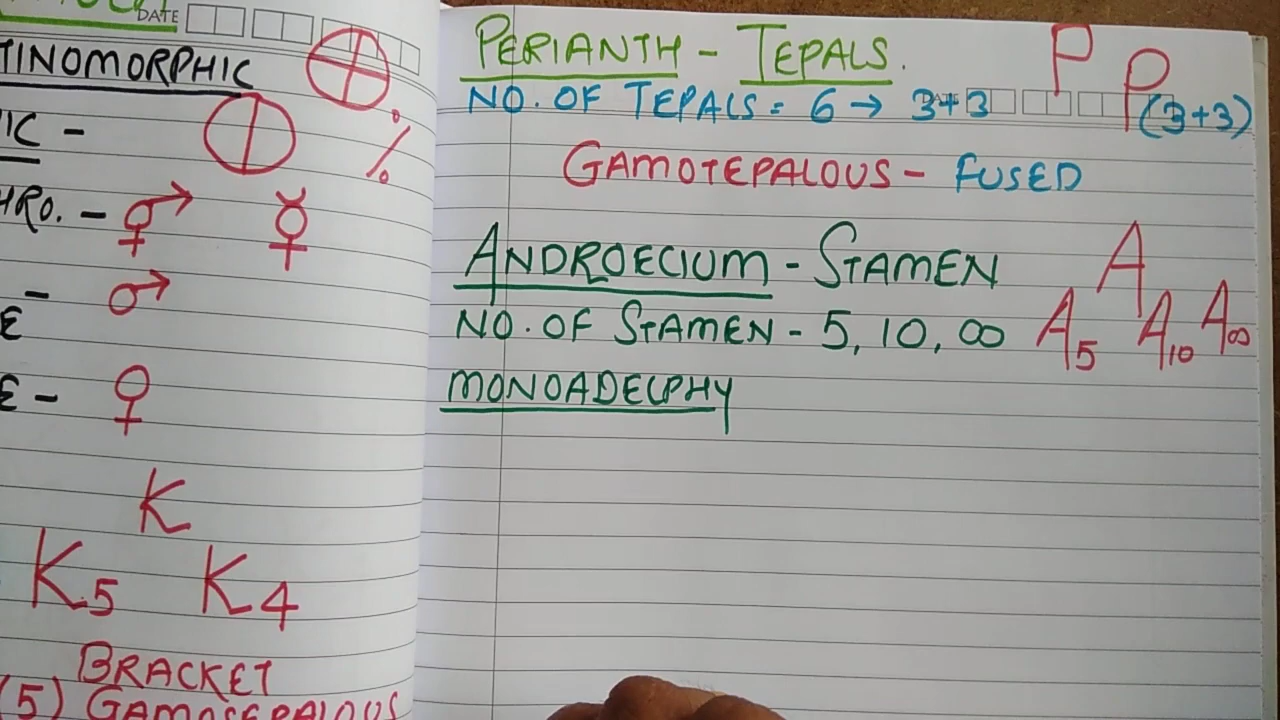 DATE
TINOMORPHIC
IC -
HRO. - ⚥ ☿
- ♂
E
E - ♀
K
K5 K4
BRACKET
(5) GAMOSEPALOUS
PERIANTH - TEPALS. P P(3+3)
NO. OF TEPALS = 6 → 3+3
GAMOTEPALOUS - FUSED
ANDROECIUM - STAMEN A
NO. OF STAMEN - 5, 10, ∞ A5 A10 A∞
MONOADELPHY